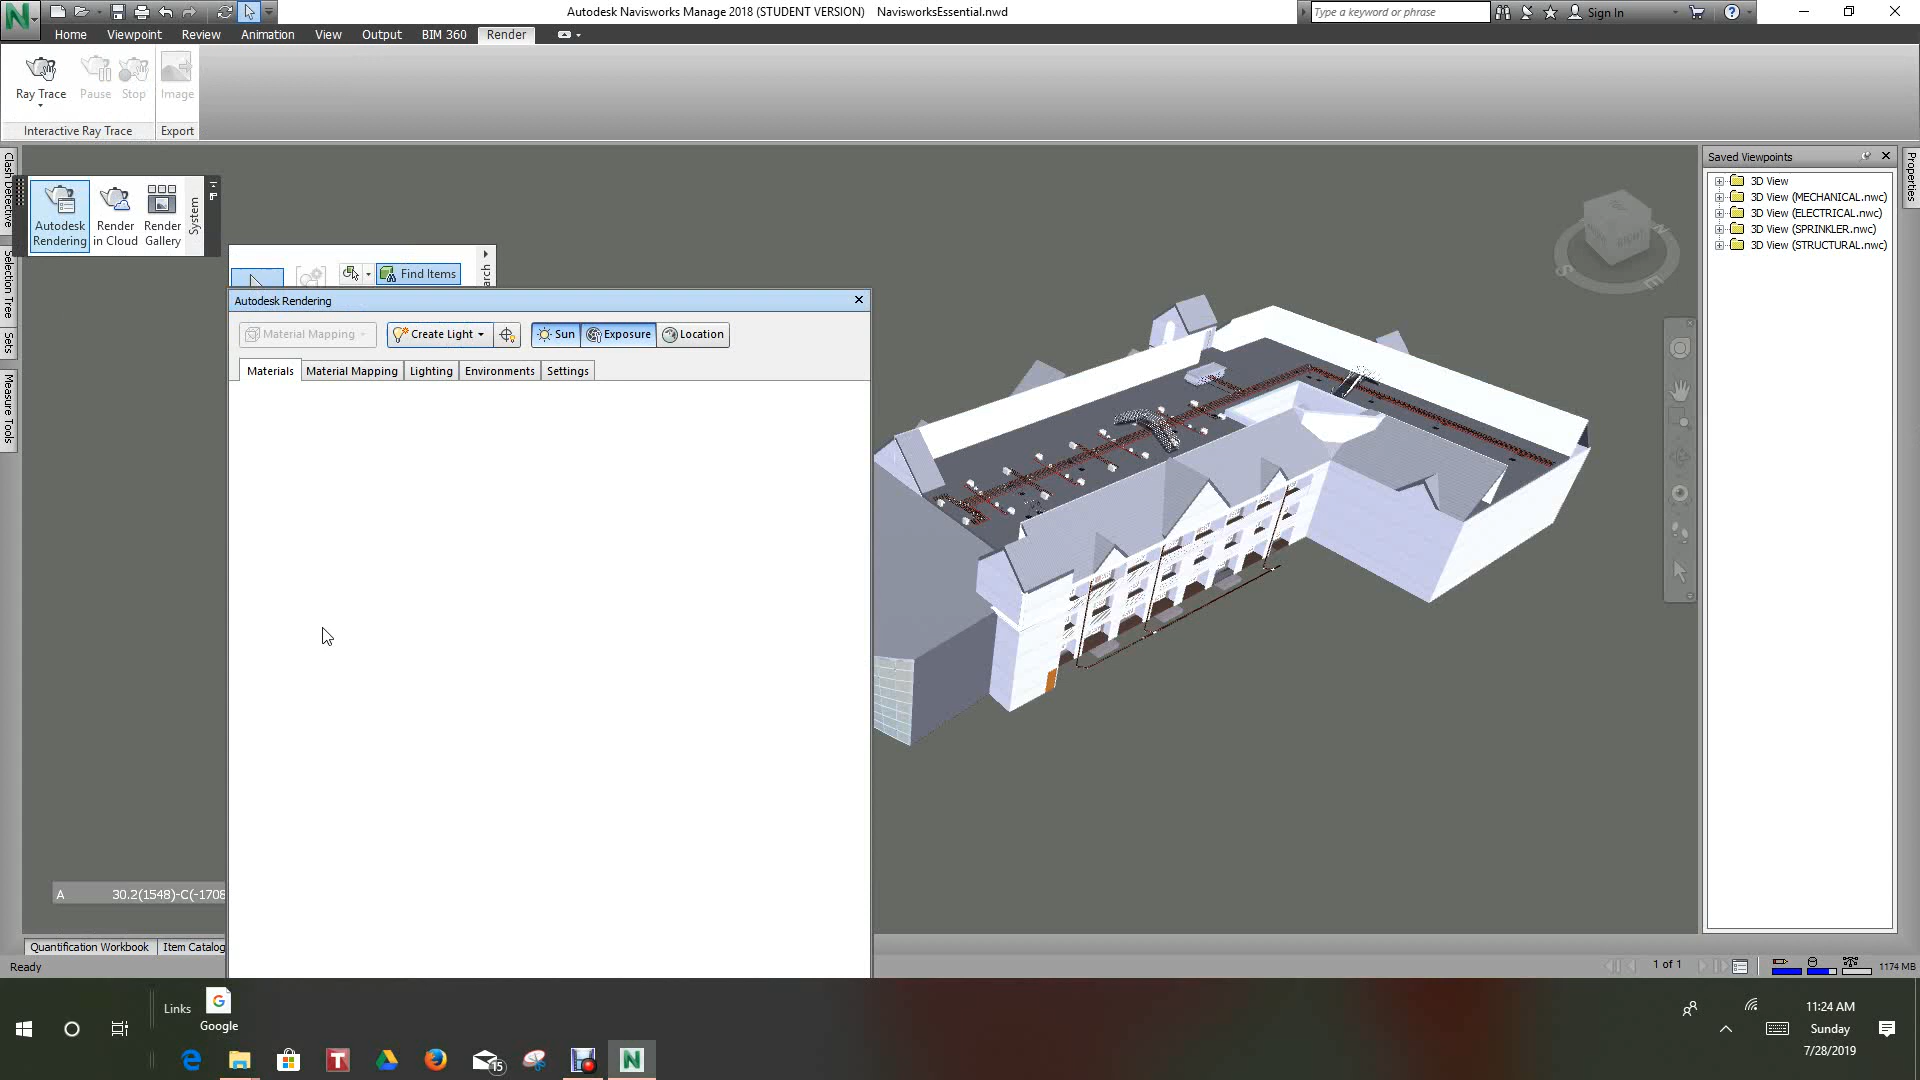 Autodesk Navisworks Manage 2018 (STUDENT VERSION) NavisworksEssential.nwd
Type a keyword or phrase
Sign In
Home Viewpoint Review Animation View Output BIM 360 Render
Ray Trace Pause Stop Image
Interactive Ray Trace Export
Clash Detective
Selection Tree
Sets
Measure Tools
Autodesk Rendering
Render in Cloud
Render Gallery
System
Find Items
arch
Autodesk Rendering
Material Mapping Create Light Sun Exposure Location
Materials Material Mapping Lighting Environments Settings
Saved Viewpoints
Properties
3D View
3D View (MECHANICAL.nwc)
3D View (ELECTRICAL.nwc)
3D View (SPRINKLER.nwc)
3D View (STRUCTURAL.nwc)
A 30.2(1548)-C(-1708
Quantification Workbook Item Catalog
Ready
1 of 1
1174 MB
Links
Google
15
11:24 AM
Sunday
7/28/2019